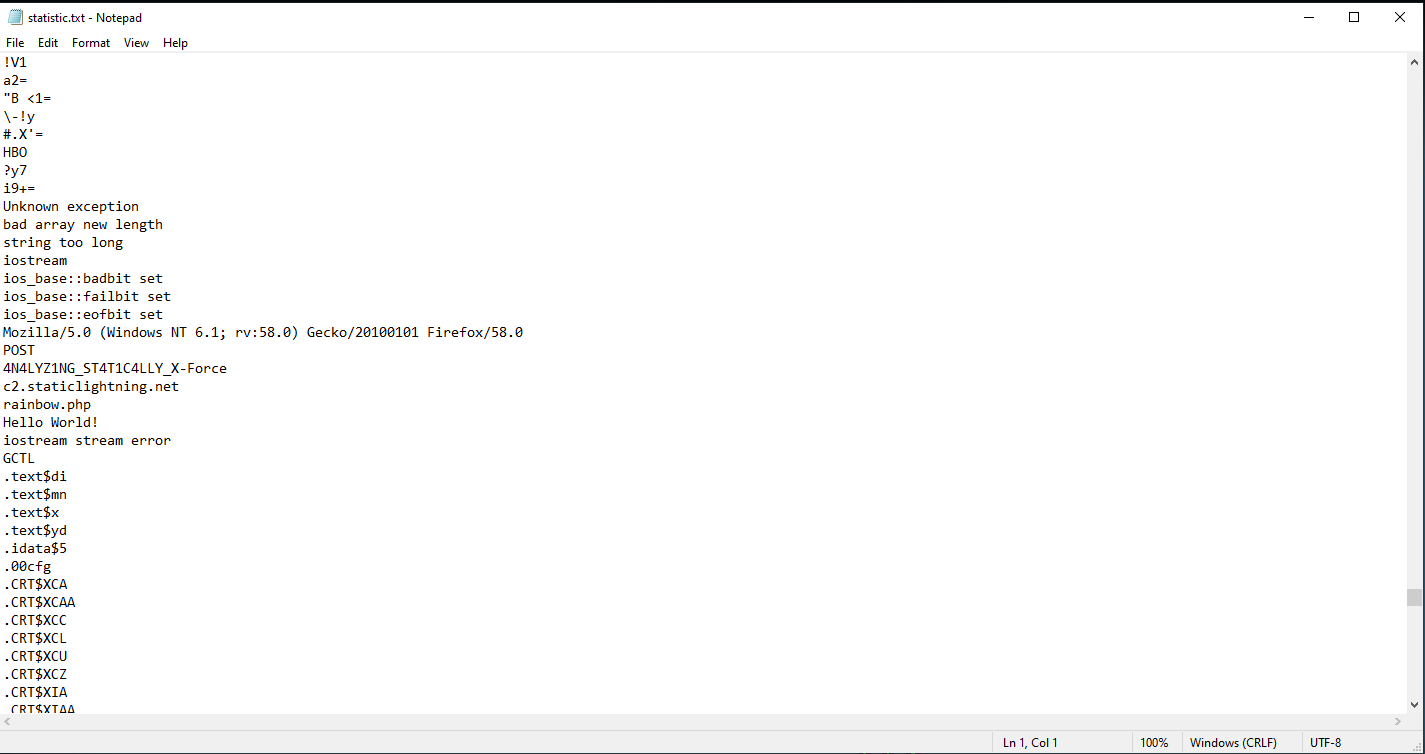 statistic.txt - Notepad
File Edit Format View Help
!V1
a2=
"B <1=
\-!y
#.X'=
HBO
?y7
i9+=
Unknown exception
bad array new length
string too long
iostream
ios_base::badbit set
ios_base::failbit set
ios_base::eofbit set
Mozilla/5.0 (Windows NT 6.1; rv:58.0) Gecko/20100101 Firefox/58.0
POST
4N4LYZ1NG_ST4T1C4LLY_X-Force
c2.staticlightning.net
rainbow.php
Hello World!
iostream stream error
GCTL
.text$di
.text$mn
.text$x
.text$yd
.idata$5
.00cfg
.CRT$XCA
.CRT$XCAA
.CRT$XCC
.CRT$XCL
.CRT$XCU
.CRT$XCZ
.CRT$XIA
.CRT$XIAA
Ln 1, Col 1 100% Windows (CRLF) UTF-8